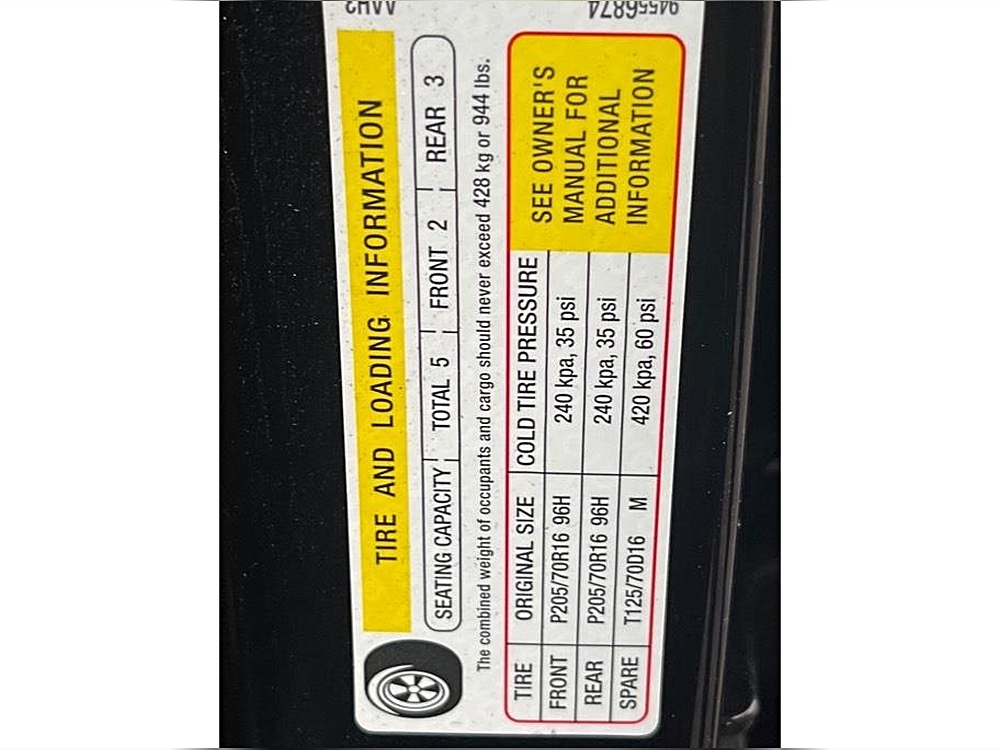 TIRE AND LOADING INFORMATION
SEATING CAPACITY TOTAL 5 FRONT 2 REAR 3
The combined weight of occupants and cargo should never exceed 428 kg or 944 lbs.
TIRE ORIGINAL SIZE COLD TIRE PRESSURE
FRONT P205/70R16 96H 240 kpa, 35 psi
REAR P205/70R16 96H 240 kpa, 35 psi
SPARE T125/70D16 M 420 kpa, 60 psi
SEE OWNER'S
MANUAL FOR
ADDITIONAL
INFORMATION